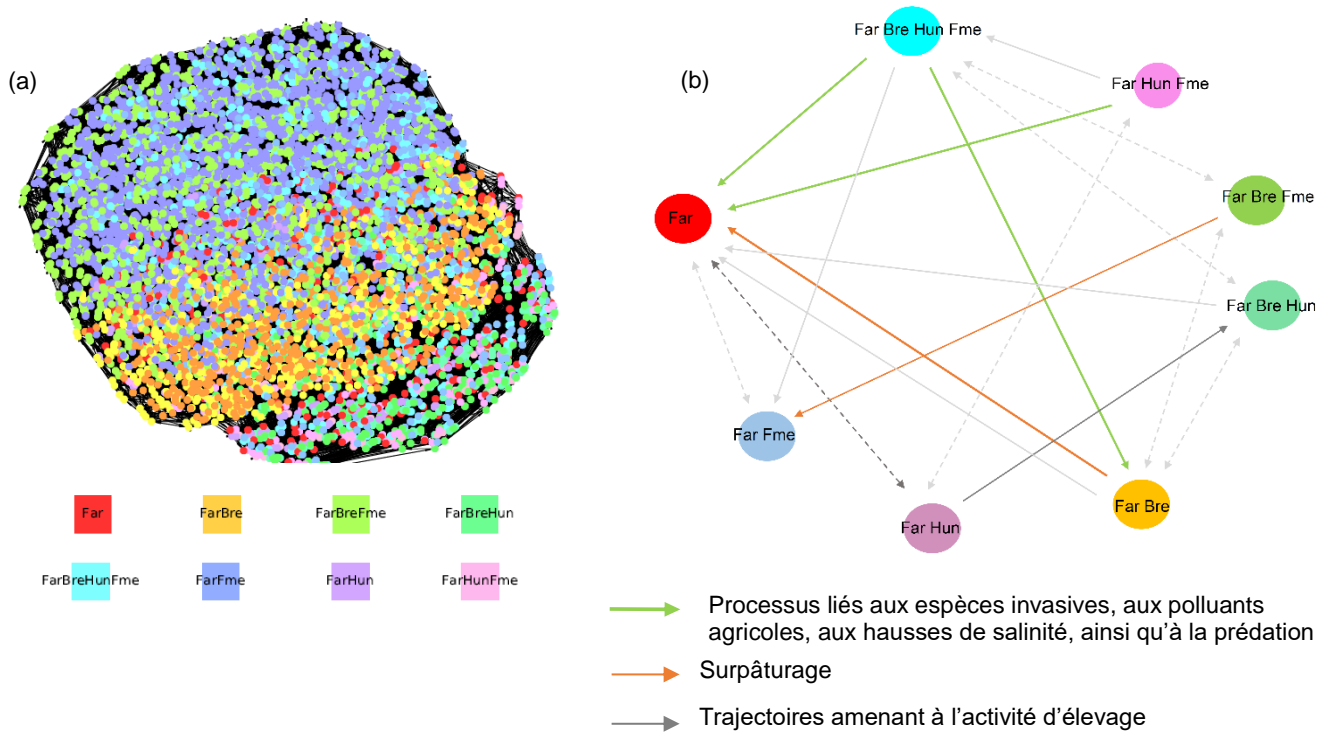 (a)
Far
FarBre
FarBreFme
FarBreHun
FarBreHunFme
FarFme
FarHun
FarHunFme
(b)
Far Bre Hun Fme
Far Hun Fme
Far Bre Fme
Far
Far Bre Hun
Far Fme
Far Bre
Far Hun
Processus liés aux espèces invasives, aux polluants
agricoles, aux hausses de salinité, ainsi qu’à la prédation
Surpâturage
Trajectoires amenant à l’activité d’élevage